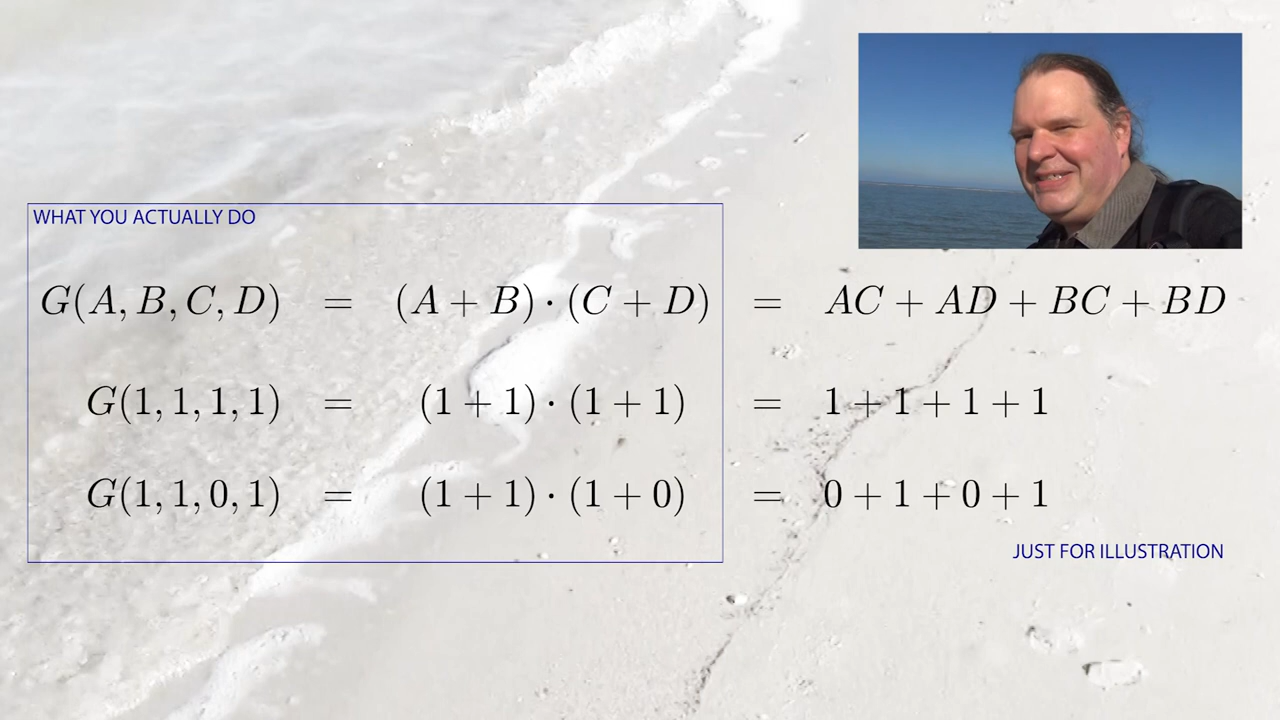 WHAT YOU ACTUALLY DO
G(A, B, C, D) = (A + B) · (C + D) = AC + AD + BC + BD
G(1, 1, 1, 1) = (1 + 1) · (1 + 1) = 1 + 1 + 1 + 1
G(1, 1, 0, 1) = (1 + 1) · (1 + 0) = 0 + 1 + 0 + 1
JUST FOR ILLUSTRATION